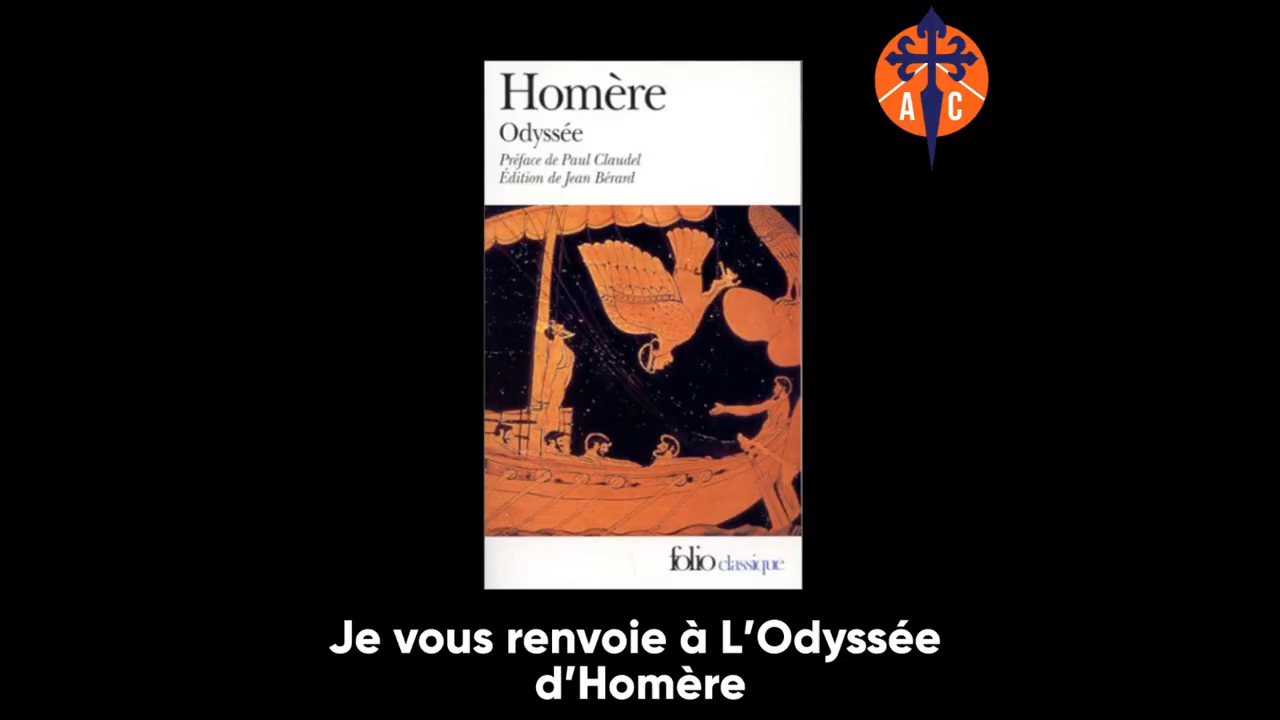 Homère
Odyssée
Préface de Paul Claudel
Édition de Jean Bérard
A C
folio classique
Je vous renvoie à L’Odyssée
d’Homère